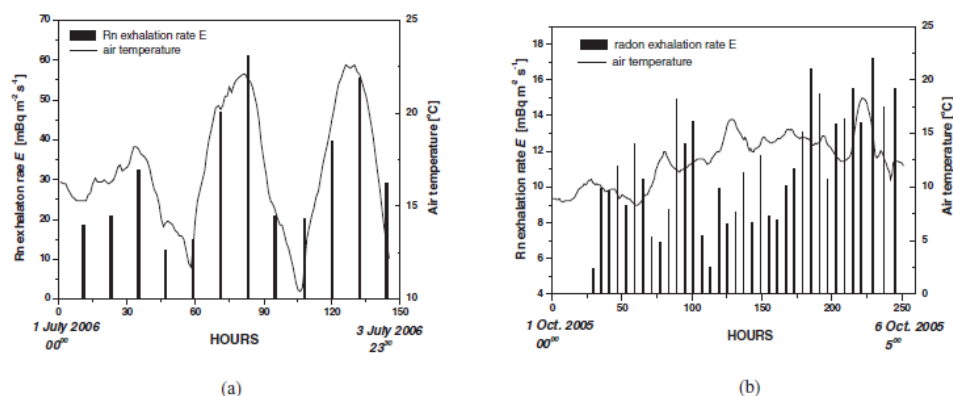 Rn exhalation rate E
air temperature
Rn exhalaton rae E [mBq m⁻² s⁻¹]
70
60
50
40
30
20
10
0
25
20
15
10
Air temperature [°C]
0
30
60
90
120
150
1 July 2006
00⁰⁰
HOURS
3 July 2006
23³⁰
(a)
radon exhalation rate E
air temperature
Rn exhalation rate E [mBq m⁻² s⁻¹]
18
16
14
12
10
8
6
4
25
20
15
10
5
0
Air temperature [°C]
0
50
100
150
200
250
1 Oct. 2005
00⁰⁰
HOURS
6 Oct. 2005
5⁰⁰
(b)